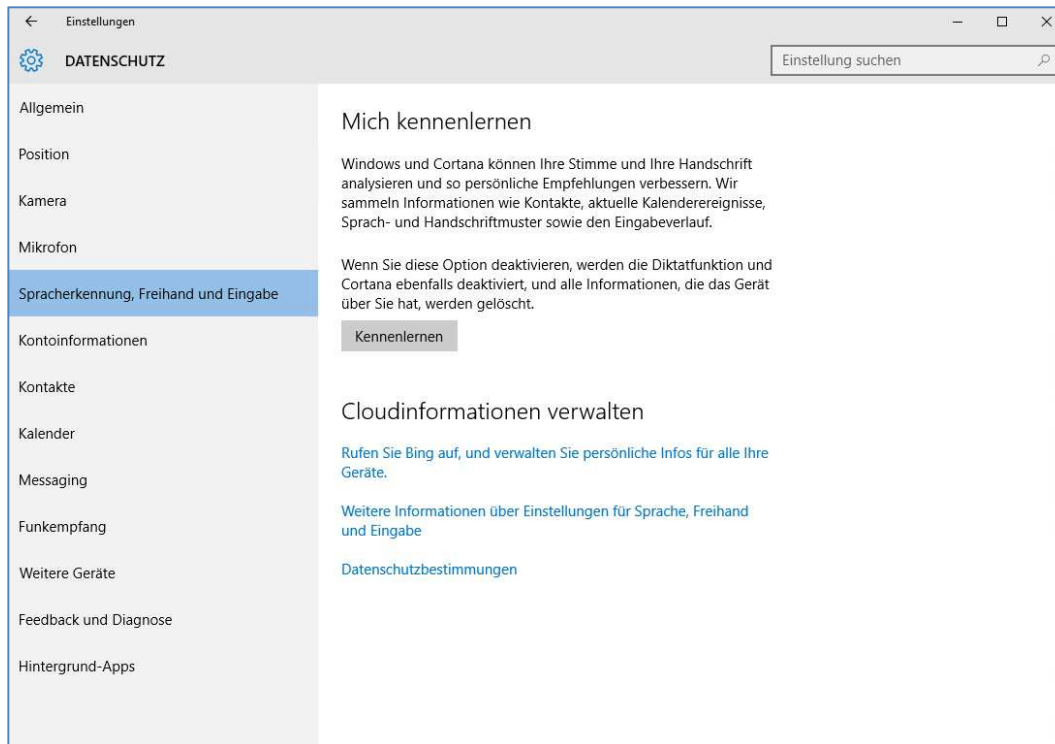 Einstellungen
DATENSCHUTZ
Einstellung suchen
Allgemein
Position
Kamera
Mikrofon
Spracherkennung, Freihand und Eingabe
Kontoinformationen
Kontakte
Kalender
Messaging
Funkempfang
Weitere Geräte
Feedback und Diagnose
Hintergrund-Apps
Mich kennenlernen
Windows und Cortana können Ihre Stimme und Ihre Handschrift
analysieren und so persönliche Empfehlungen verbessern. Wir
sammeln Informationen wie Kontakte, aktuelle Kalenderereignisse,
Sprach- und Handschriftmuster sowie den Eingabeverlauf.
Wenn Sie diese Option deaktivieren, werden die Diktatfunktion und
Cortana ebenfalls deaktiviert, und alle Informationen, die das Gerät
über Sie hat, werden gelöscht.
Kennenlernen
Cloudinformationen verwalten
Rufen Sie Bing auf, und verwalten Sie persönliche Infos für alle Ihre
Geräte.
Weitere Informationen über Einstellungen für Sprache, Freihand
und Eingabe
Datenschutzbestimmungen